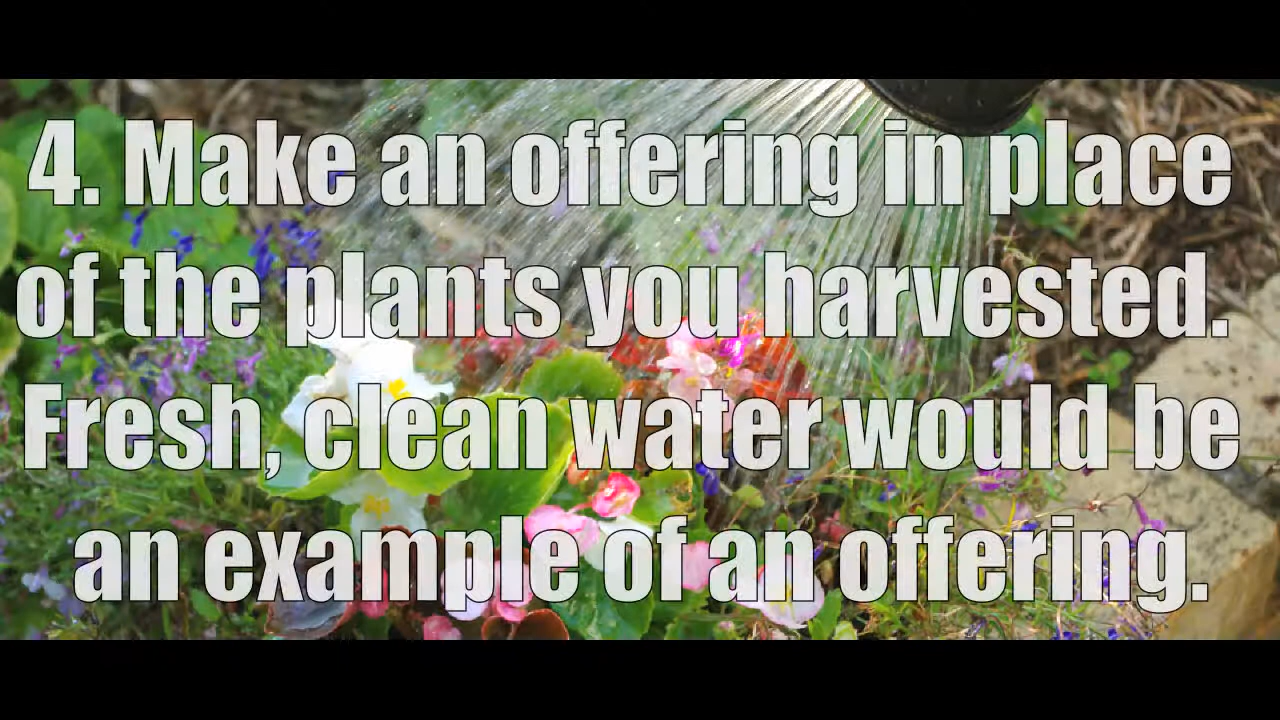 4. Make an offering in place
of the plants you harvested.
Fresh, clean water would be
an example of an offering.